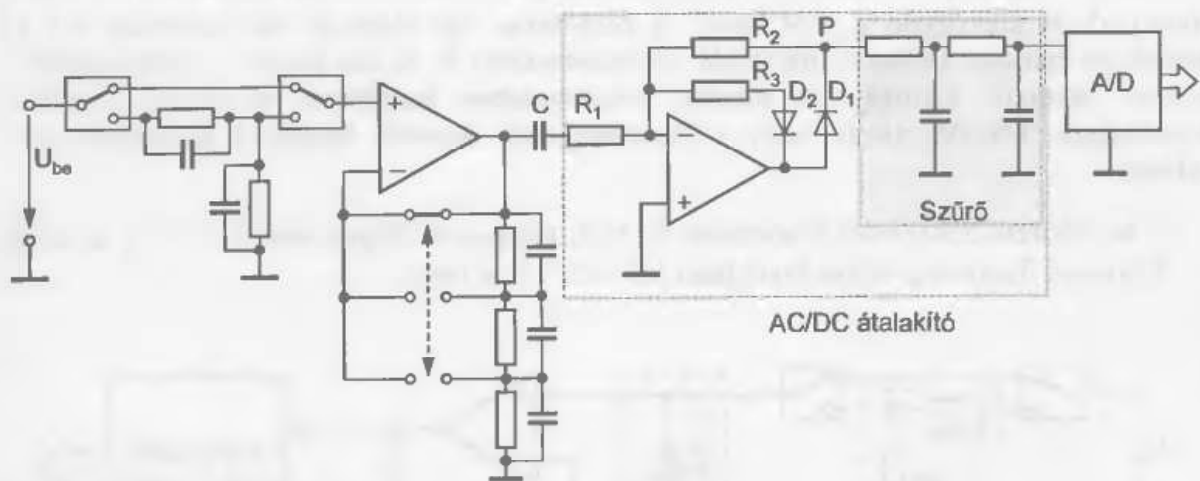 R₂
P
R₃
D₂
D₁
A/D
C
R₁
U_be
+
−
+
Szűrő
AC/DC átalakító